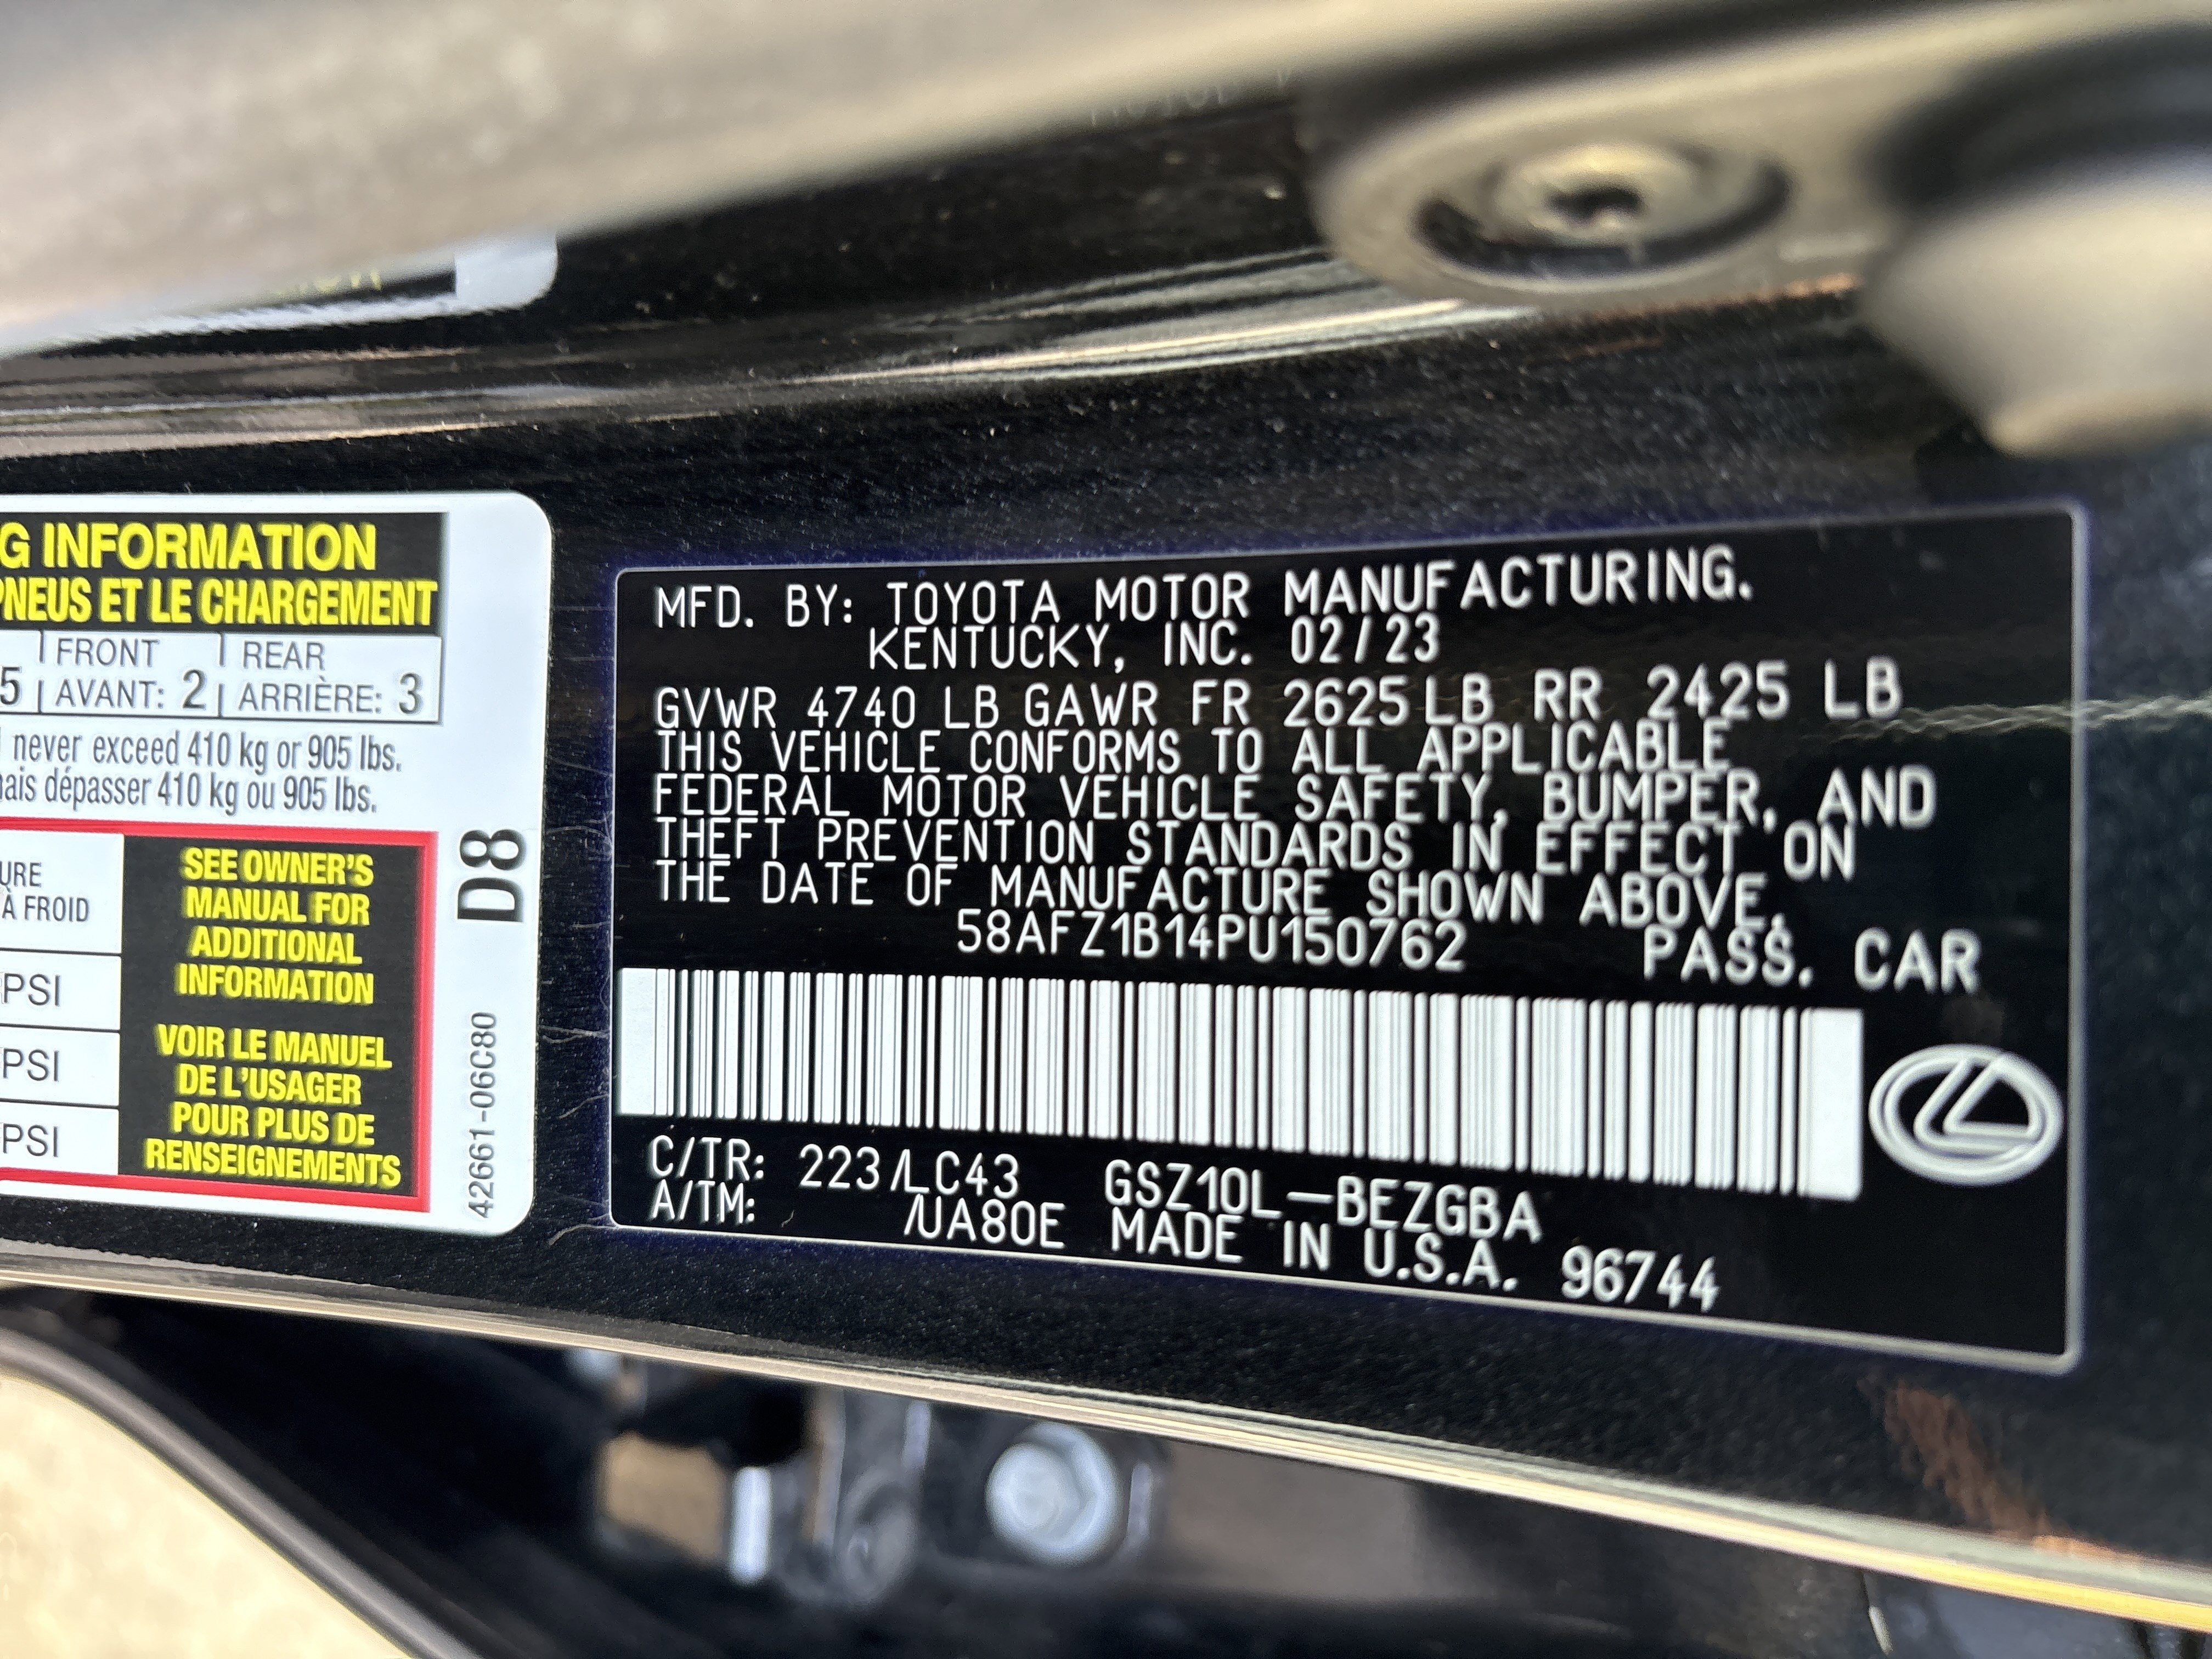 G INFORMATION
PNEUS ET LE CHARGEMENT
FRONT REAR
5 AVANT: 2 ARRIÈRE: 3
never exceed 410 kg or 905 lbs.
mais dépasser 410 kg ou 905 lbs.
URE
À FROID
PSI
PSI
PSI
SEE OWNER'S
MANUAL FOR
ADDITIONAL
INFORMATION
VOIR LE MANUEL
DE L'USAGER
POUR PLUS DE
RENSEIGNEMENTS
D8
42661-06C80
MFD. BY: TOYOTA MOTOR MANUFACTURING.
KENTUCKY, INC. 02/23
GVWR 4740 LB GAWR FR 2625 LB RR 2425 LB
THIS VEHICLE CONFORMS TO ALL APPLICABLE
FEDERAL MOTOR VEHICLE SAFETY, BUMPER, AND
THEFT PREVENTION STANDARDS IN EFFECT ON
THE DATE OF MANUFACTURE SHOWN ABOVE.
58AFZ1B14PU150762 PASS. CAR
C/TR: 223/LC43 GSZ10L-BEZGBA
A/TM: /UA80E MADE IN U.S.A. 96744